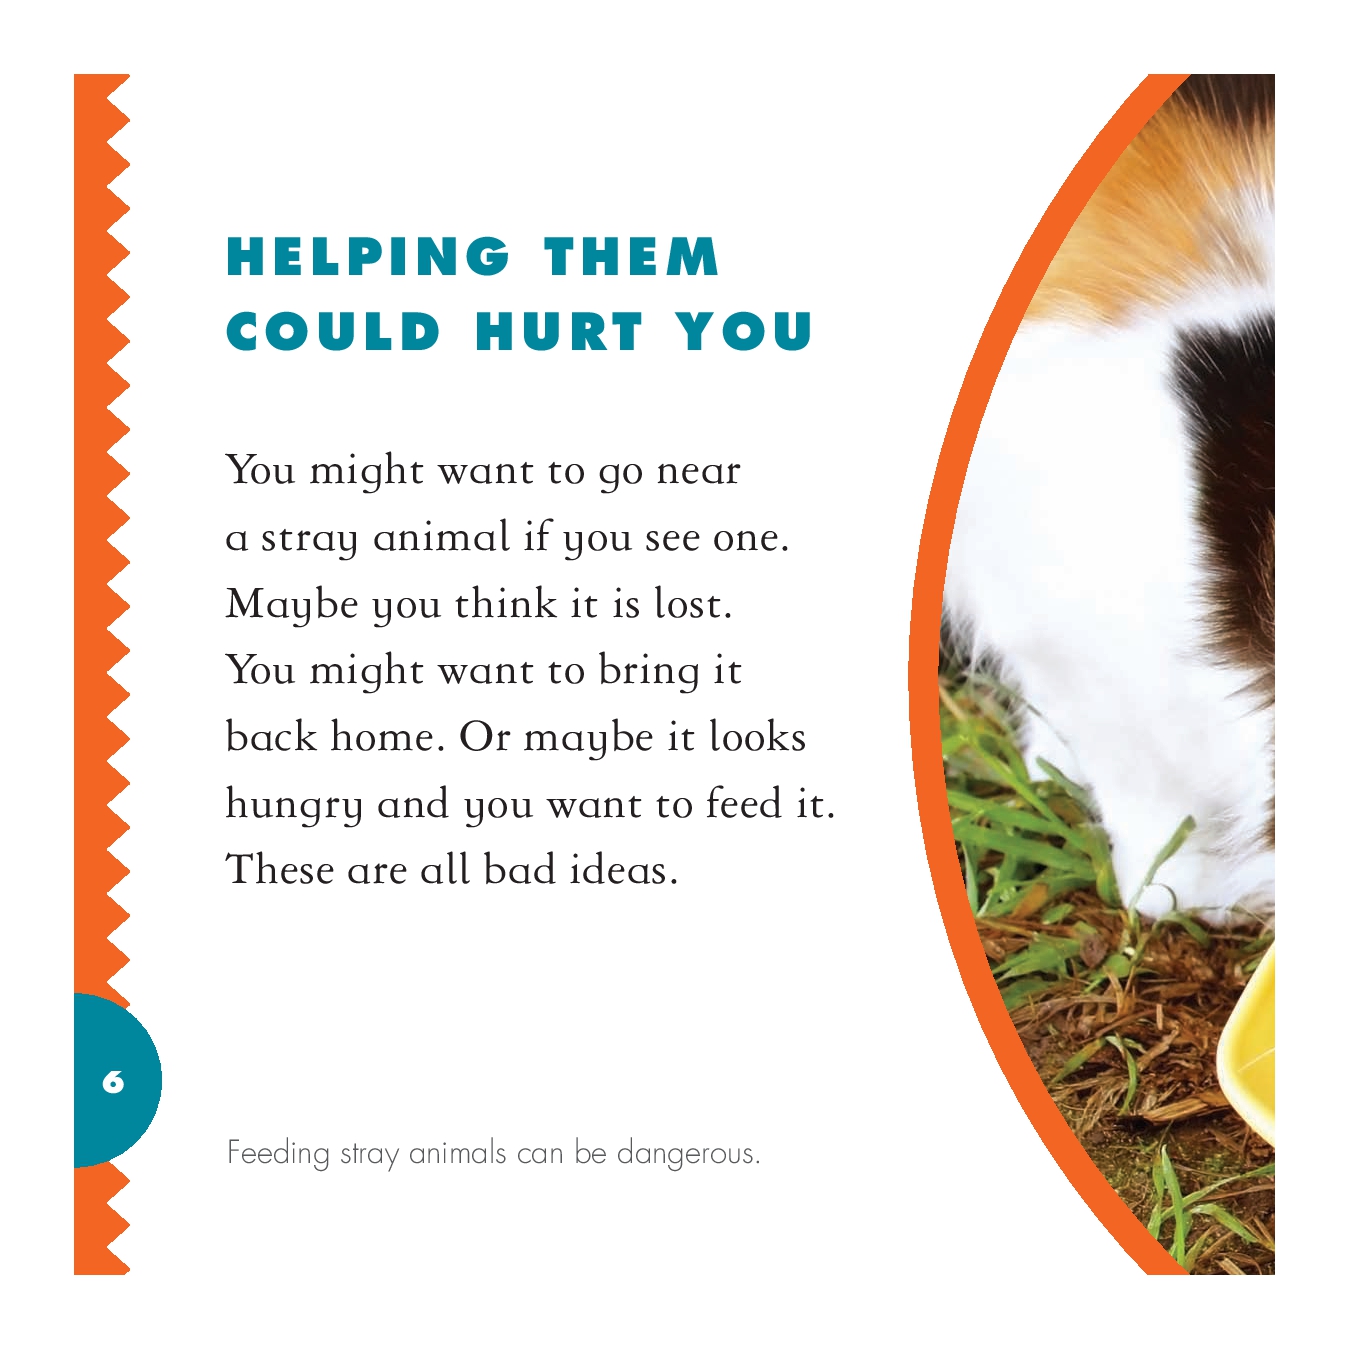 HELPING THEM
COULD HURT YOU
You might want to go near
a stray animal if you see one.
Maybe you think it is lost.
You might want to bring it
back home. Or maybe it looks
hungry and you want to feed it.
These are all bad ideas.
6
Feeding stray animals can be dangerous.